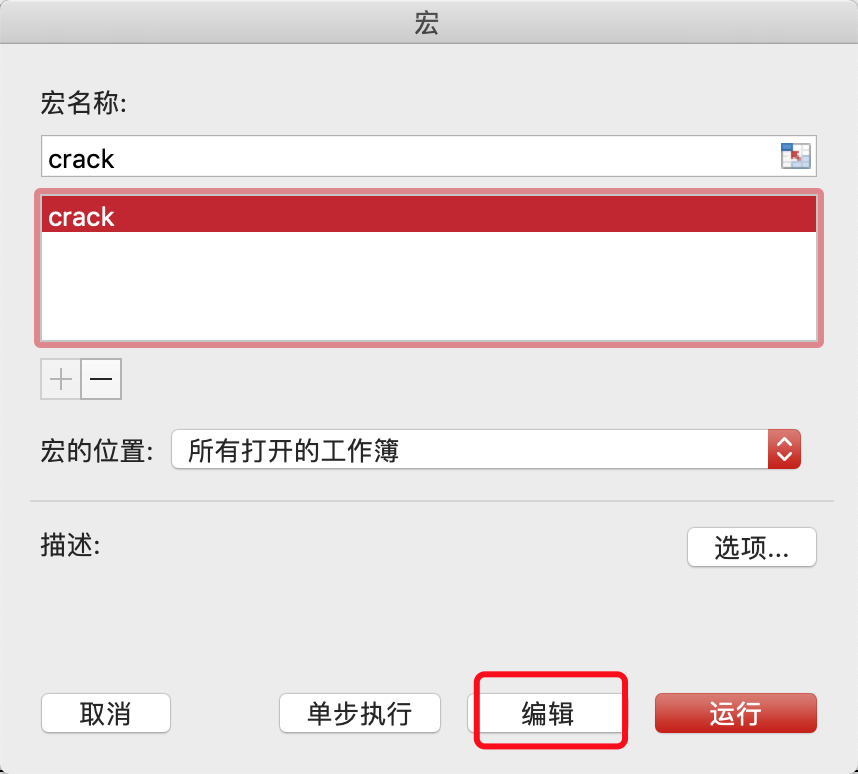 宏
宏名称:
crack
crack
宏的位置: 所有打开的工作簿
描述: 选项...
取消 单步执行 编辑 运行